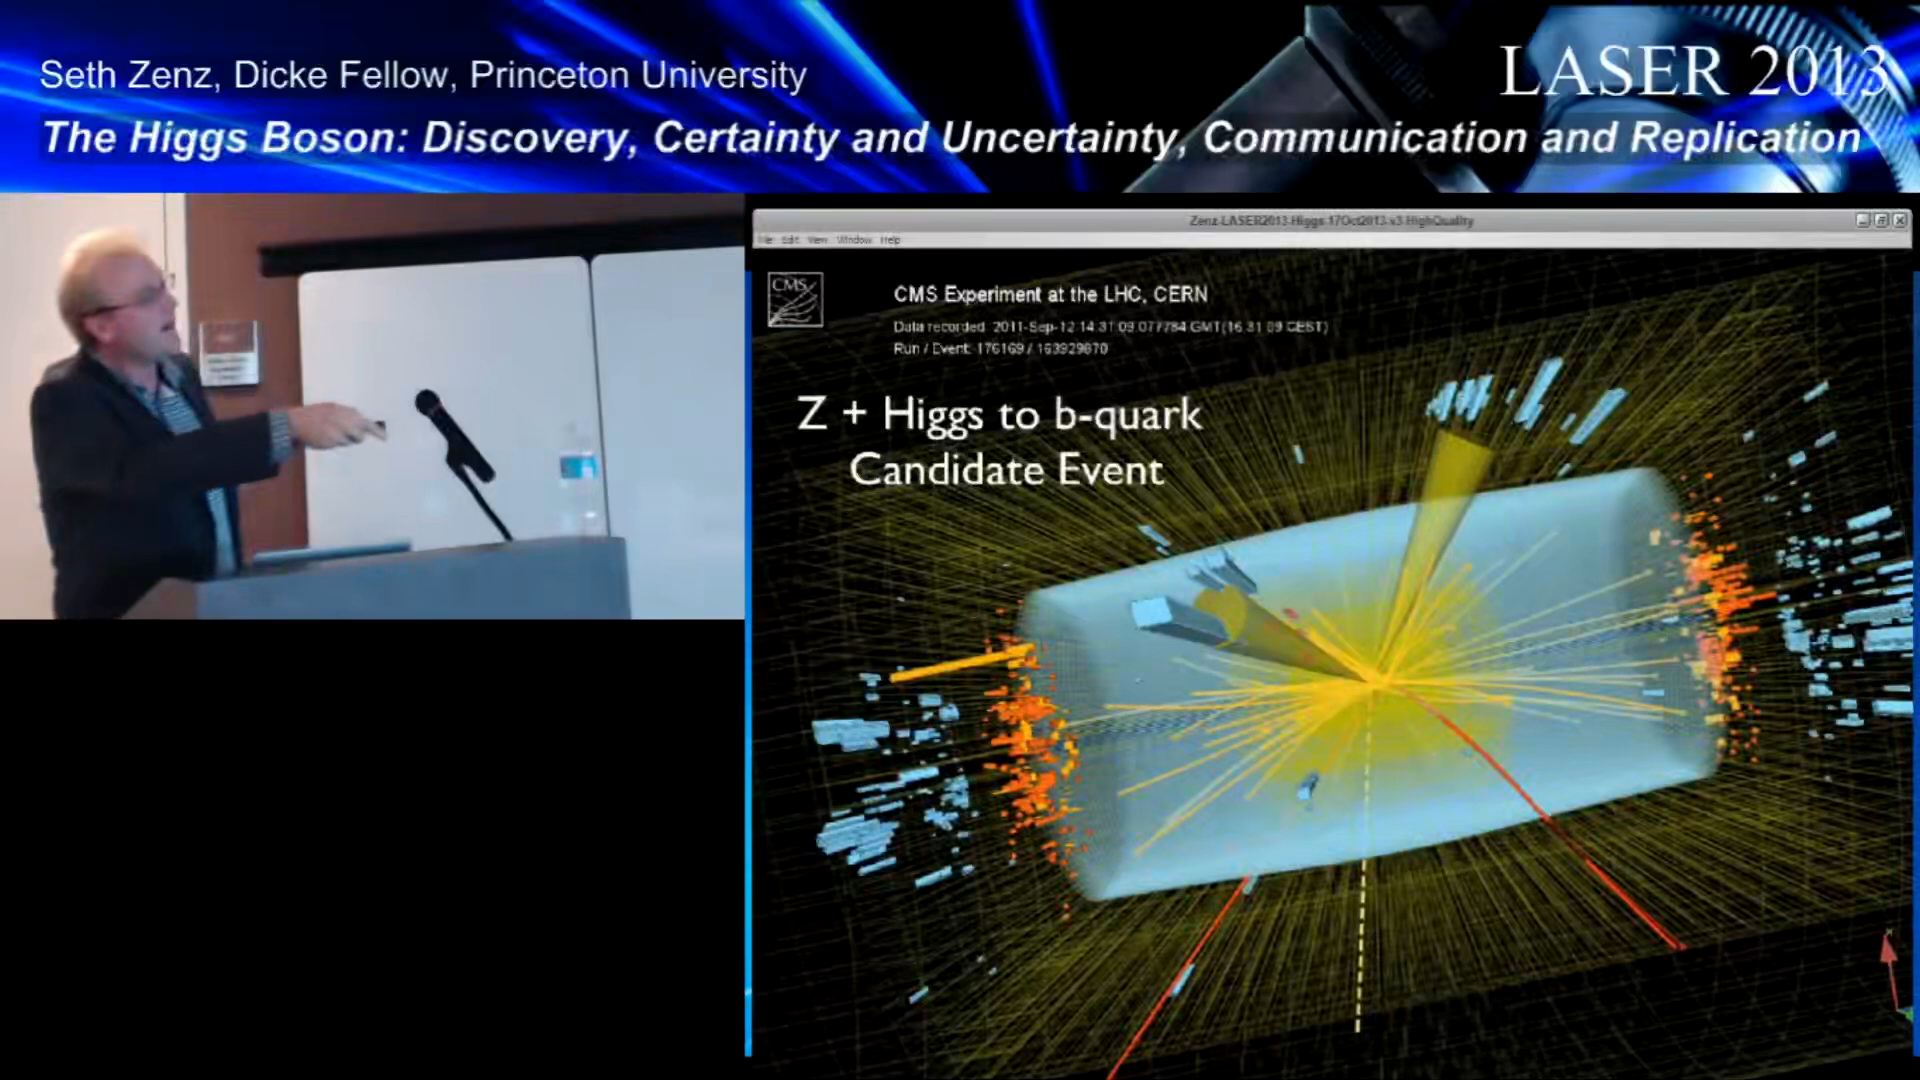 Seth Zenz, Dicke Fellow, Princeton University
LASER 2013
The Higgs Boson: Discovery, Certainty and Uncertainty, Communication and Replication
Zenz-LASER2013-Higgs-17Oct2013-v3-HighQuality
File Edit View Window Help
CMS
CMS Experiment at the LHC, CERN
Data recorded: 2011-Sep-12 14:31:09.077784 GMT(16:31:09 CEST)
Run / Event: 176169 / 163929870
Z + Higgs to b-quark
Candidate Event